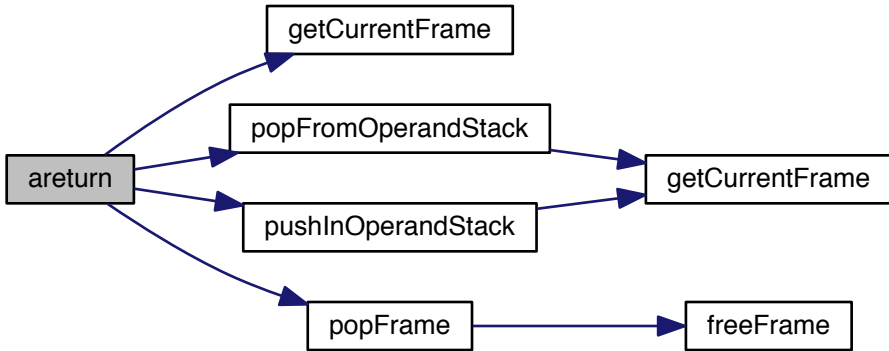 getCurrentFrame
popFromOperandStack
areturn
getCurrentFrame
pushInOperandStack
popFrame
freeFrame